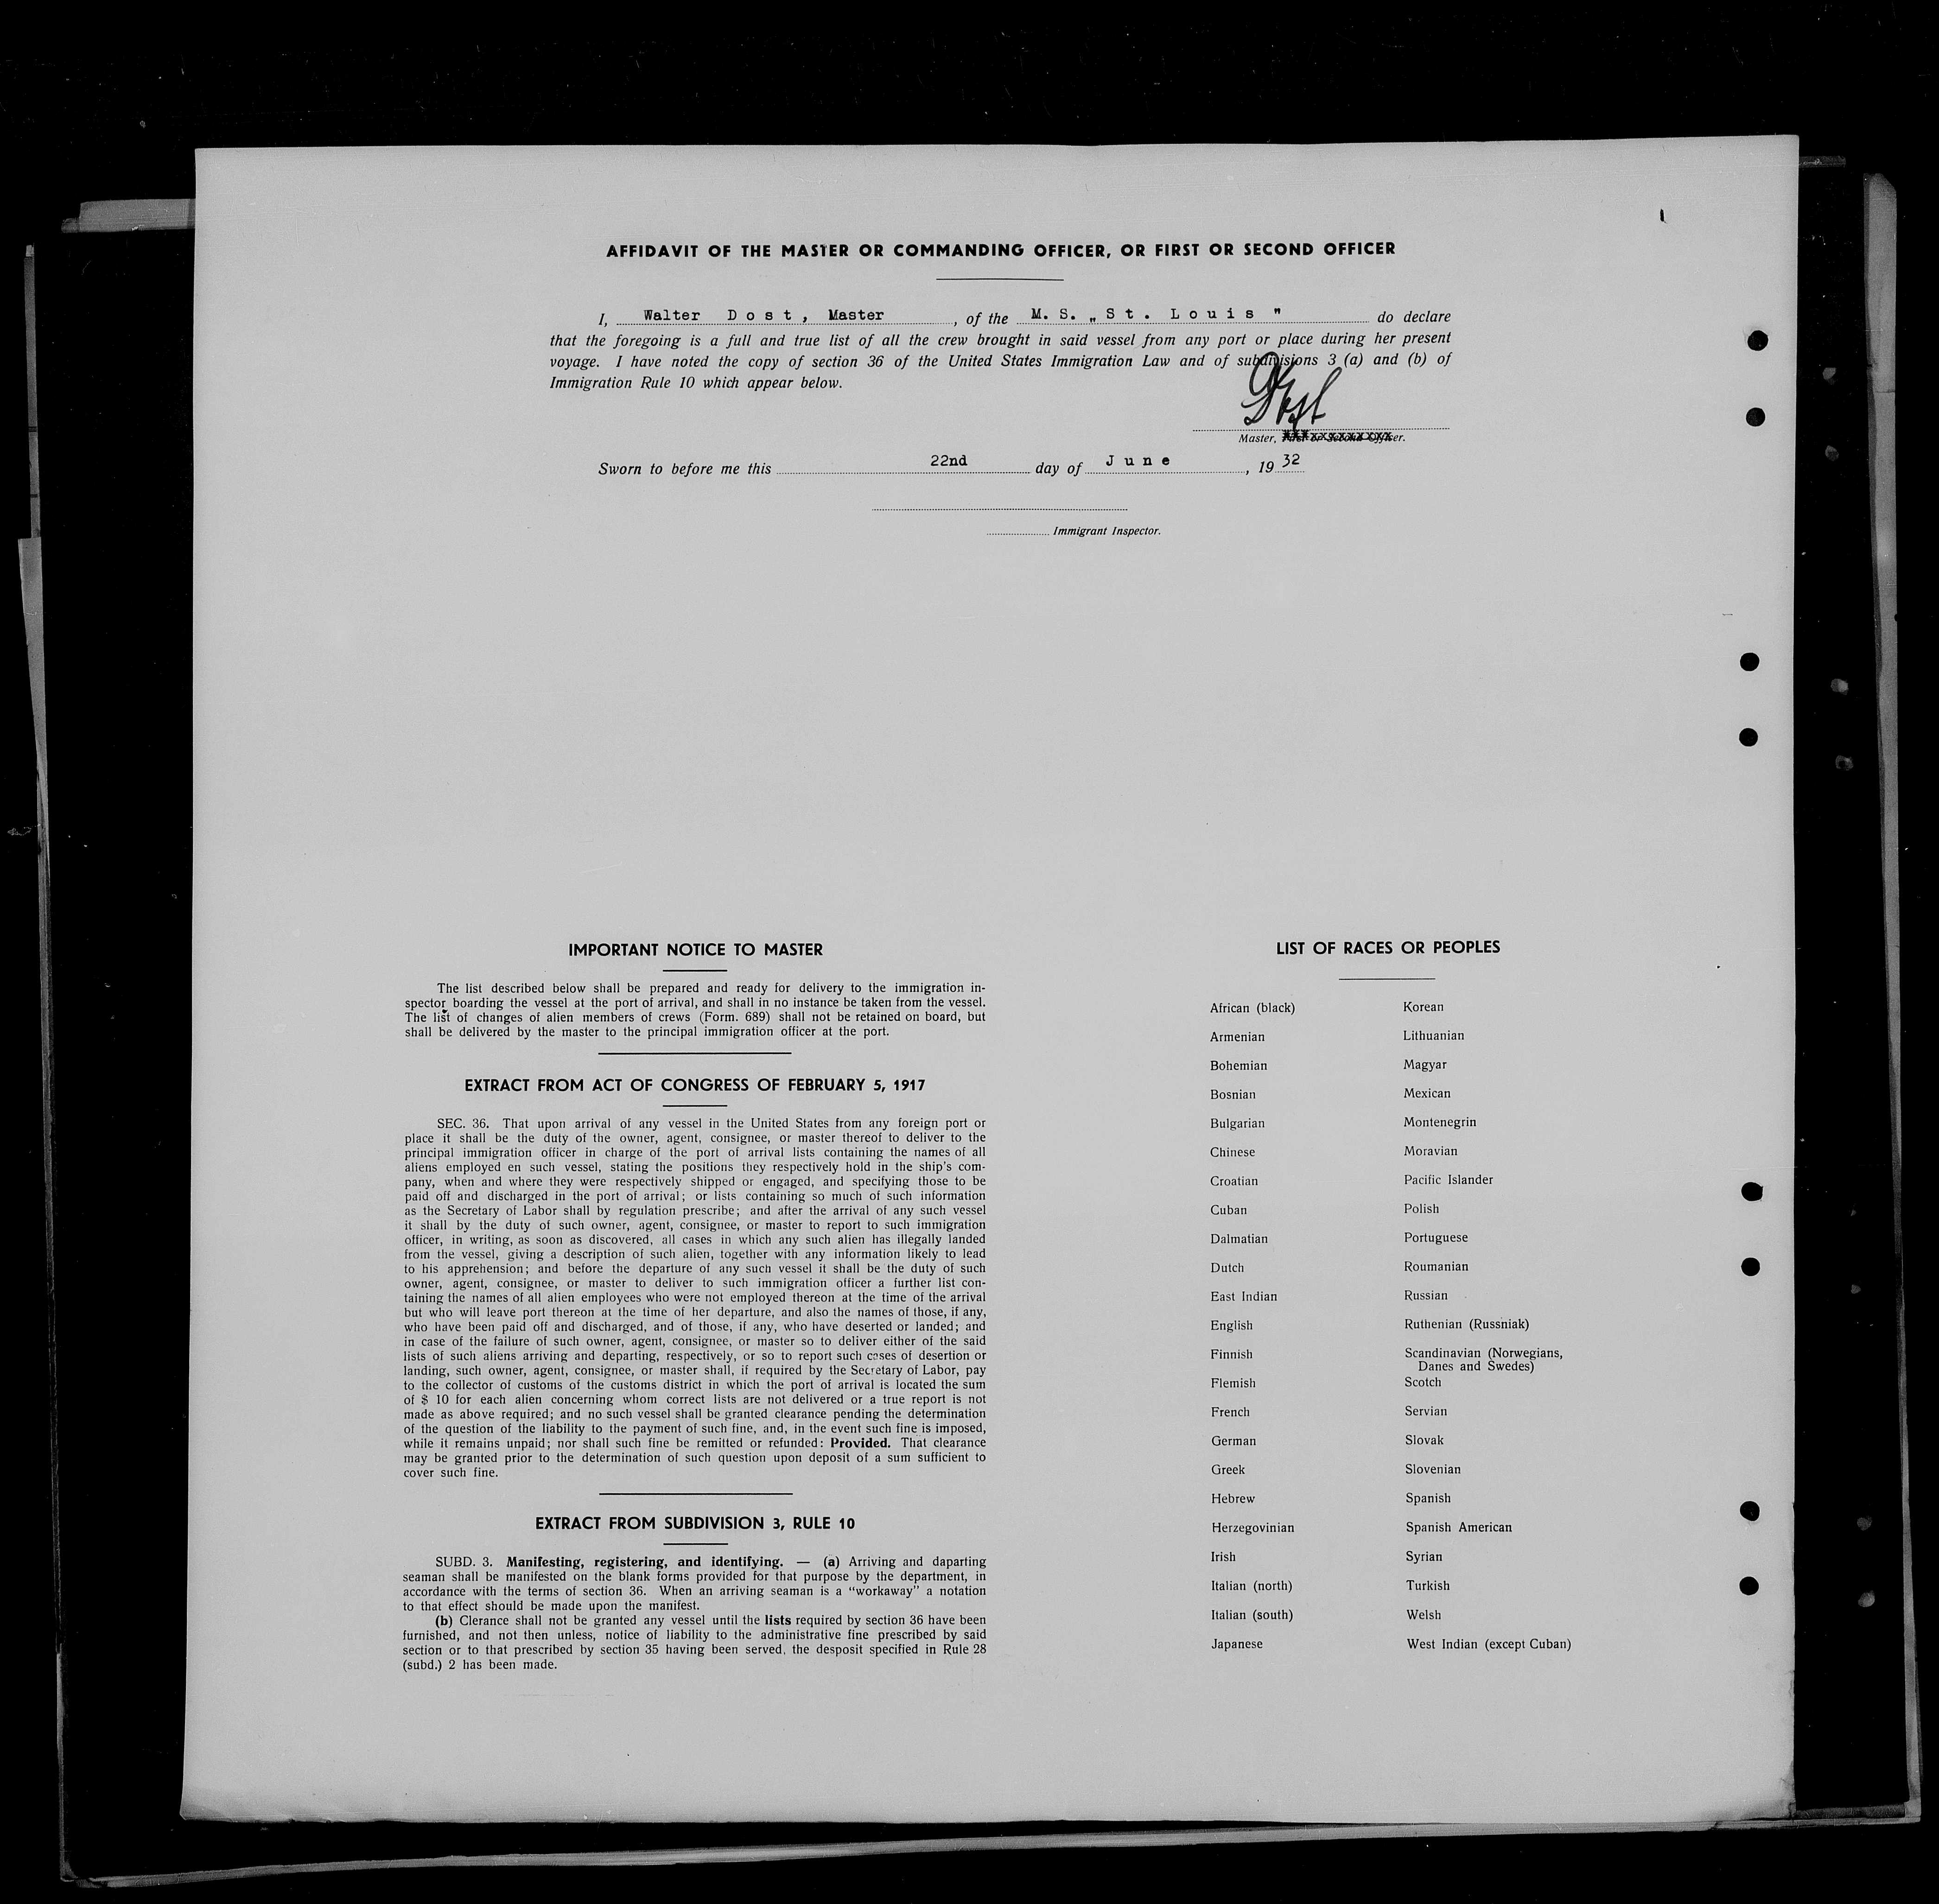 AFFIDAVIT OF THE MASTER OR COMMANDING OFFICER, OR FIRST OR SECOND OFFICER
I, Walter Dost, Master, of the M. S. „St. Louis" do declare
that the foregoing is a full and true list of all the crew brought in said vessel from any port or place during her present
voyage. I have noted the copy of section 36 of the United States Immigration Law and of subdivisions 3 (a) and (b) of
Immigration Rule 10 which appear below.
Dost
Master, First or Second Officer.
Sworn to before me this 22nd day of June, 19 32
Immigrant Inspector.
IMPORTANT NOTICE TO MASTER
The list described below shall be prepared and ready for delivery to the immigration in-
spector boarding the vessel at the port of arrival, and shall in no instance be taken from the vessel.
The list of changes of alien members of crews (Form. 689) shall not be retained on board, but
shall be delivered by the master to the principal immigration officer at the port.
EXTRACT FROM ACT OF CONGRESS OF FEBRUARY 5, 1917
SEC. 36. That upon arrival of any vessel in the United States from any foreign port or
place it shall be the duty of the owner, agent, consignee, or master thereof to deliver to the
principal immigration officer in charge of the port of arrival lists containing the names of all
aliens employed en such vessel, stating the positions they respectively hold in the ship's com-
pany, when and where they were respectively shipped or engaged, and specifying those to be
paid off and discharged in the port of arrival; or lists containing so much of such information
as the Secretary of Labor shall by regulation prescribe; and after the arrival of any such vessel
it shall by the duty of such owner, agent, consignee, or master to report to such immigration
officer, in writing, as soon as discovered, all cases in which any such alien has illegally landed
from the vessel, giving a description of such alien, together with any information likely to lead
to his apprehension; and before the departure of any such vessel it shall be the duty of such
owner, agent, consignee, or master to deliver to such immigration officer a further list con-
taining the names of all alien employees who were not employed thereon at the time of the arrival
but who will leave port thereon at the time of her departure, and also the names of those, if any,
who have been paid off and discharged, and of those, if any, who have deserted or landed; and
in case of the failure of such owner, agent, consignee, or master so to deliver either of the said
lists of such aliens arriving and departing, respectively, or so to report such cases of desertion or
landing, such owner, agent, consignee, or master shall, if required by the Secretary of Labor, pay
to the collector of customs of the customs district in which the port of arrival is located the sum
of $ 10 for each alien concerning whom correct lists are not delivered or a true report is not
made as above required; and no such vessel shall be granted clearance pending the determination
of the question of the liability to the payment of such fine, and, in the event such fine is imposed,
while it remains unpaid; nor shall such fine be remitted or refunded: Provided. That clearance
may be granted prior to the determination of such question upon deposit of a sum sufficient to
cover such fine.
EXTRACT FROM SUBDIVISION 3, RULE 10
SUBD. 3. Manifesting, registering, and identifying. — (a) Arriving and daparting
seaman shall be manifested on the blank forms provided for that purpose by the department, in
accordance with the terms of section 36. When an arriving seaman is a “workaway” a notation
to that effect should be made upon the manifest.
(b) Clerance shall not be granted any vessel until the lists required by section 36 have been
furnished, and not then unless, notice of liability to the administrative fine prescribed by said
section or to that prescribed by section 35 having been served, the desposit specified in Rule 28
(subd.) 2 has been made.
LIST OF RACES OR PEOPLES
African (black)
Armenian
Bohemian
Bosnian
Bulgarian
Chinese
Croatian
Cuban
Dalmatian
Dutch
East Indian
English
Finnish
Flemish
French
German
Greek
Hebrew
Herzegovinian
Irish
Italian (north)
Italian (south)
Japanese
Korean
Lithuanian
Magyar
Mexican
Montenegrin
Moravian
Pacific Islander
Polish
Portuguese
Roumanian
Russian
Ruthenian (Russniak)
Scandinavian (Norwegians,
Danes and Swedes)
Scotch
Servian
Slovak
Slovenian
Spanish
Spanish American
Syrian
Turkish
Welsh
West Indian (except Cuban)